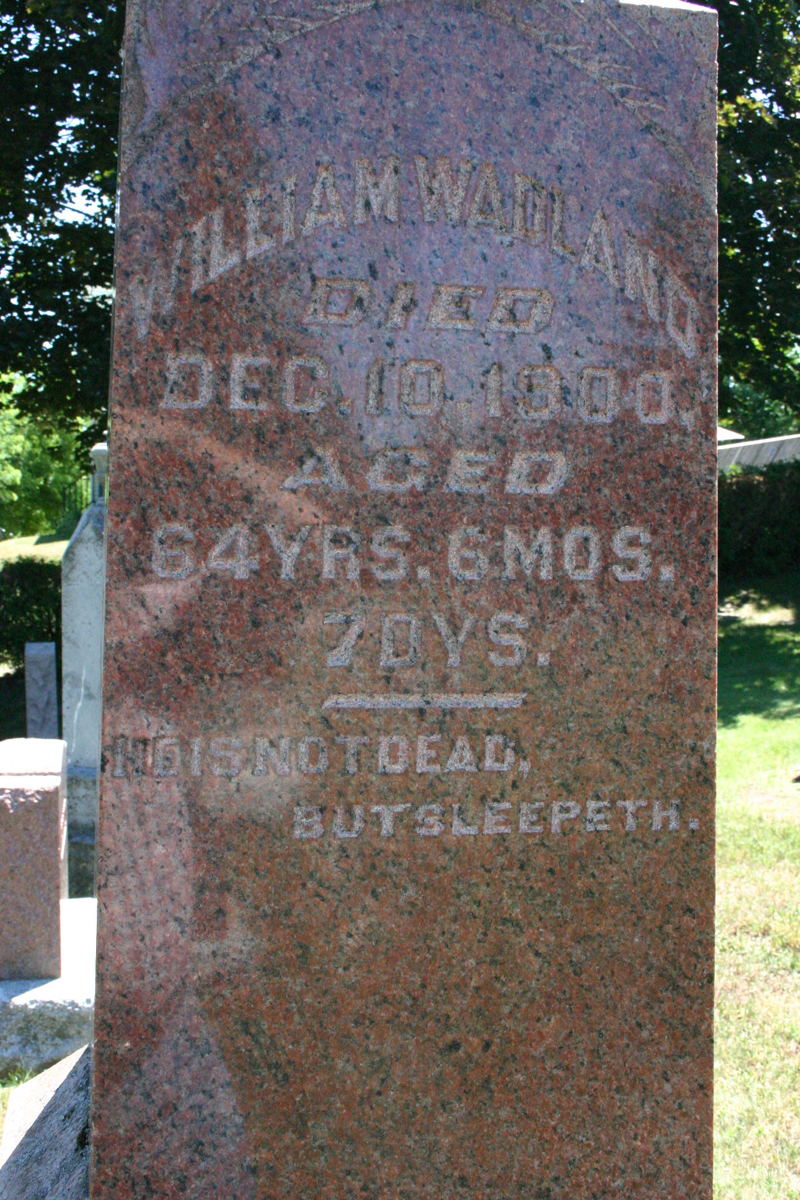 WILLIAM WADLAND
DIED
DEC. 10. 1900.
AGED
64 YRS. 6 MOS.
7 DYS.
HE IS NOT DEAD,
BUT SLEEPETH.